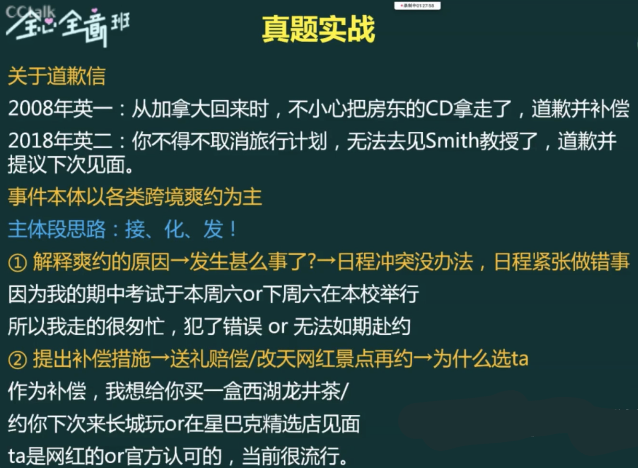 CCtalk
全心全意班
真题实战
关于道歉信
2008年英一：从加拿大回来时，不小心把房东的CD拿走了，道歉并补偿
2018年英二：你不得不取消旅行计划，无法去见Smith教授了，道歉并
提议下次见面。
事件本体以各类跨境爽约为主
主体段思路：接、化、发！
① 解释爽约的原因→发生甚么事了?→日程冲突没办法，日程紧张做错事
因为我的期中考试于本周六or下周六在本校举行
所以我走的很匆忙，犯了错误 or 无法如期赴约
② 提出补偿措施→送礼赔偿/改天网红景点再约→为什么选ta
作为补偿，我想给你买一盒西湖龙井茶/
约你下次来长城玩or在星巴克精选店见面
ta是网红的or官方认可的，当前很流行。